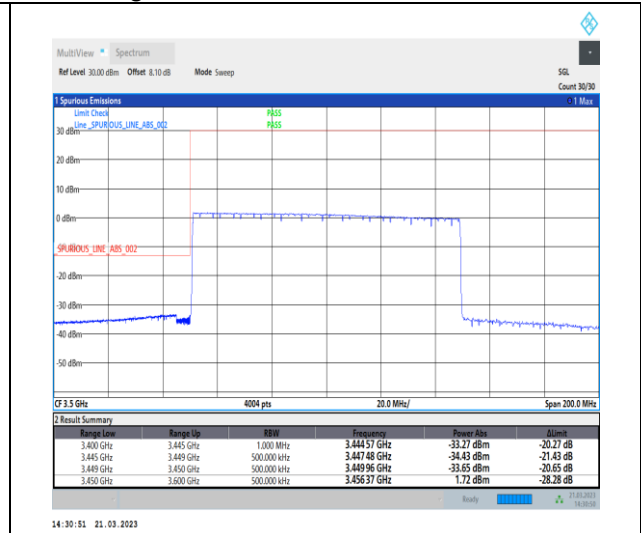 MultiView Spectrum
Ref Level 30.00 dBm Offset 8.10 dB Mode Sweep SGL
Count 30/30
1 Spurious Emissions 1 Max
Limit Check PASS
Line _SPURIOUS_LINE_ABS_002 PASS
30 dBm
20 dBm
10 dBm
0 dBm
_SPURIOUS_LINE_ABS_002
-20 dBm
-30 dBm
-40 dBm
-50 dBm
CF 3.5 GHz 4004 pts 20.0 MHz/ Span 200.0 MHz
2 Result Summary
Range Low Range Up RBW Frequency Power Abs ΔLimit
3.400 GHz 3.445 GHz 1.000 MHz 3.444 57 GHz -33.27 dBm -20.27 dB
3.445 GHz 3.449 GHz 500.000 kHz 3.447 48 GHz -34.43 dBm -21.43 dB
3.449 GHz 3.450 GHz 500.000 kHz 3.449 96 GHz -33.65 dBm -20.65 dB
3.450 GHz 3.600 GHz 500.000 kHz 3.456 37 GHz 1.72 dBm -28.28 dB
Ready 21.03.2023
14:30:50
14:30:51 21.03.2023